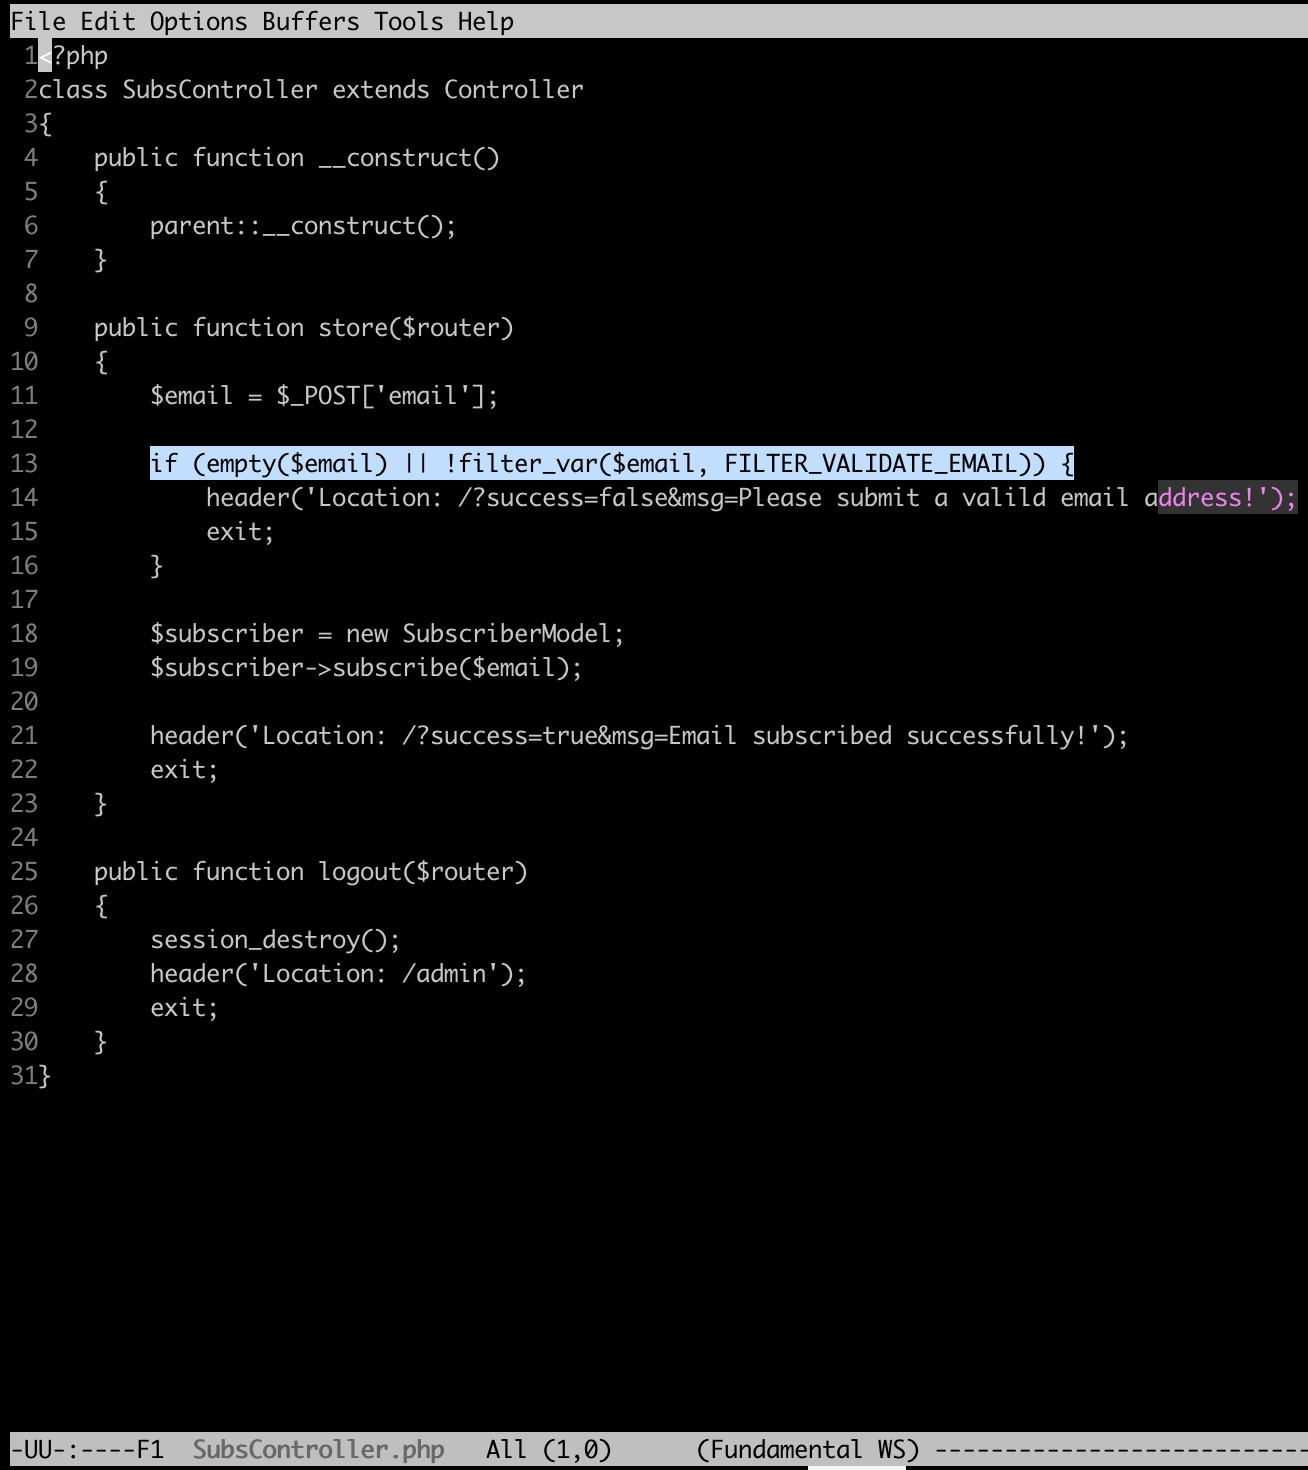 File Edit Options Buffers Tools Help
1<?php
2class SubsController extends Controller
3{
4    public function __construct()
5    {
6        parent::__construct();
7    }
8
9    public function store($router)
10    {
11        $email = $_POST['email'];
12
13        if (empty($email) || !filter_var($email, FILTER_VALIDATE_EMAIL)) {
14            header('Location: /?success=false&msg=Please submit a valild email address!');
15            exit;
16        }
17
18        $subscriber = new SubscriberModel;
19        $subscriber->subscribe($email);
20
21        header('Location: /?success=true&msg=Email subscribed successfully!');
22        exit;
23    }
24
25    public function logout($router)
26    {
27        session_destroy();
28        header('Location: /admin');
29        exit;
30    }
31}
-UU-:----F1  SubsController.php   All (1,0)      (Fundamental WS) ---------------------------